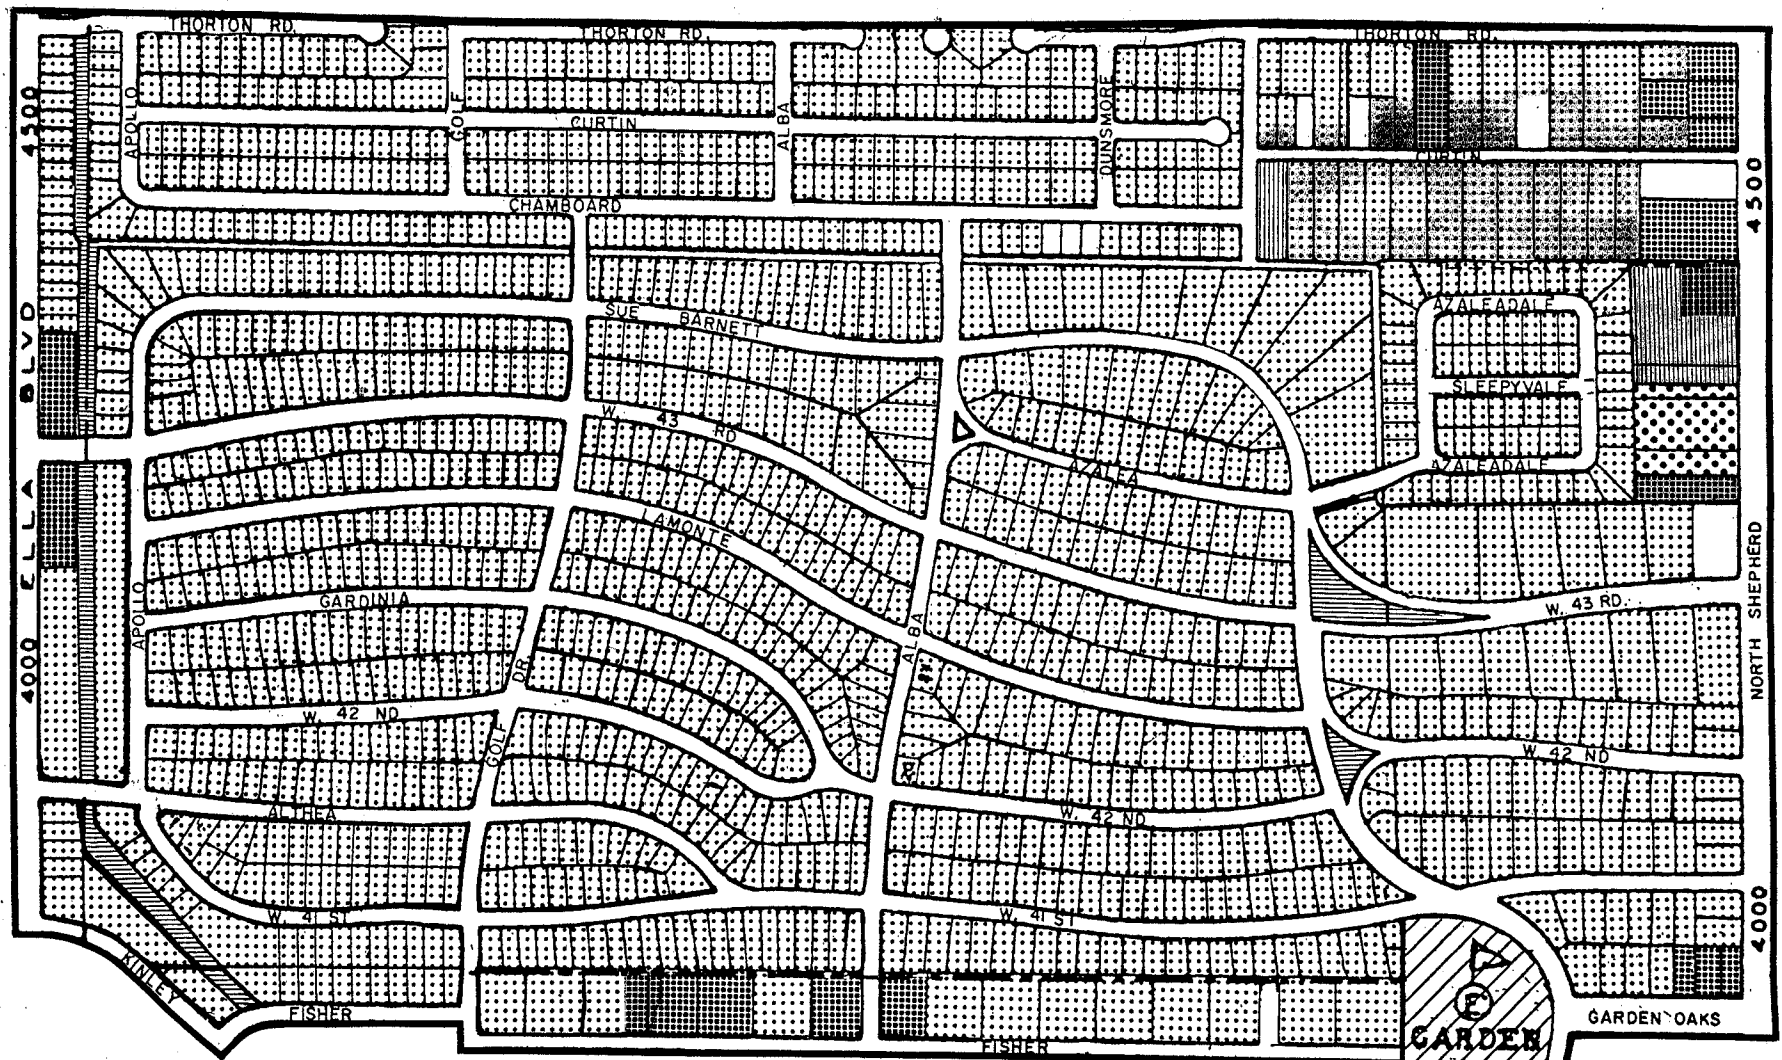 THORTON RD.
THORTON RD.
THORTON RD.
4500
APOLLO
GOLF
CURTIN
ALBA
DUNSMORE
CURTIN
4500
CHAMBOARD
ELLA BLVD
SUE BARNETT
AZALEADALE
SLEEPYVALE
W. 43 RD
AZALEA
AZALEADALE
LAMONTE
NORTH SHEPHERD
APOLLO
GARDINIA
W. 43 RD.
ALBA
4000
DR.
W. 42 ND
GOLF
W. 42 ND
ALTHEA
W. 42 ND
W. 41 ST
W. 41 ST
4000
KINLEY
FISHER
E
GARDEN OAKS
GARDEN
FISHER